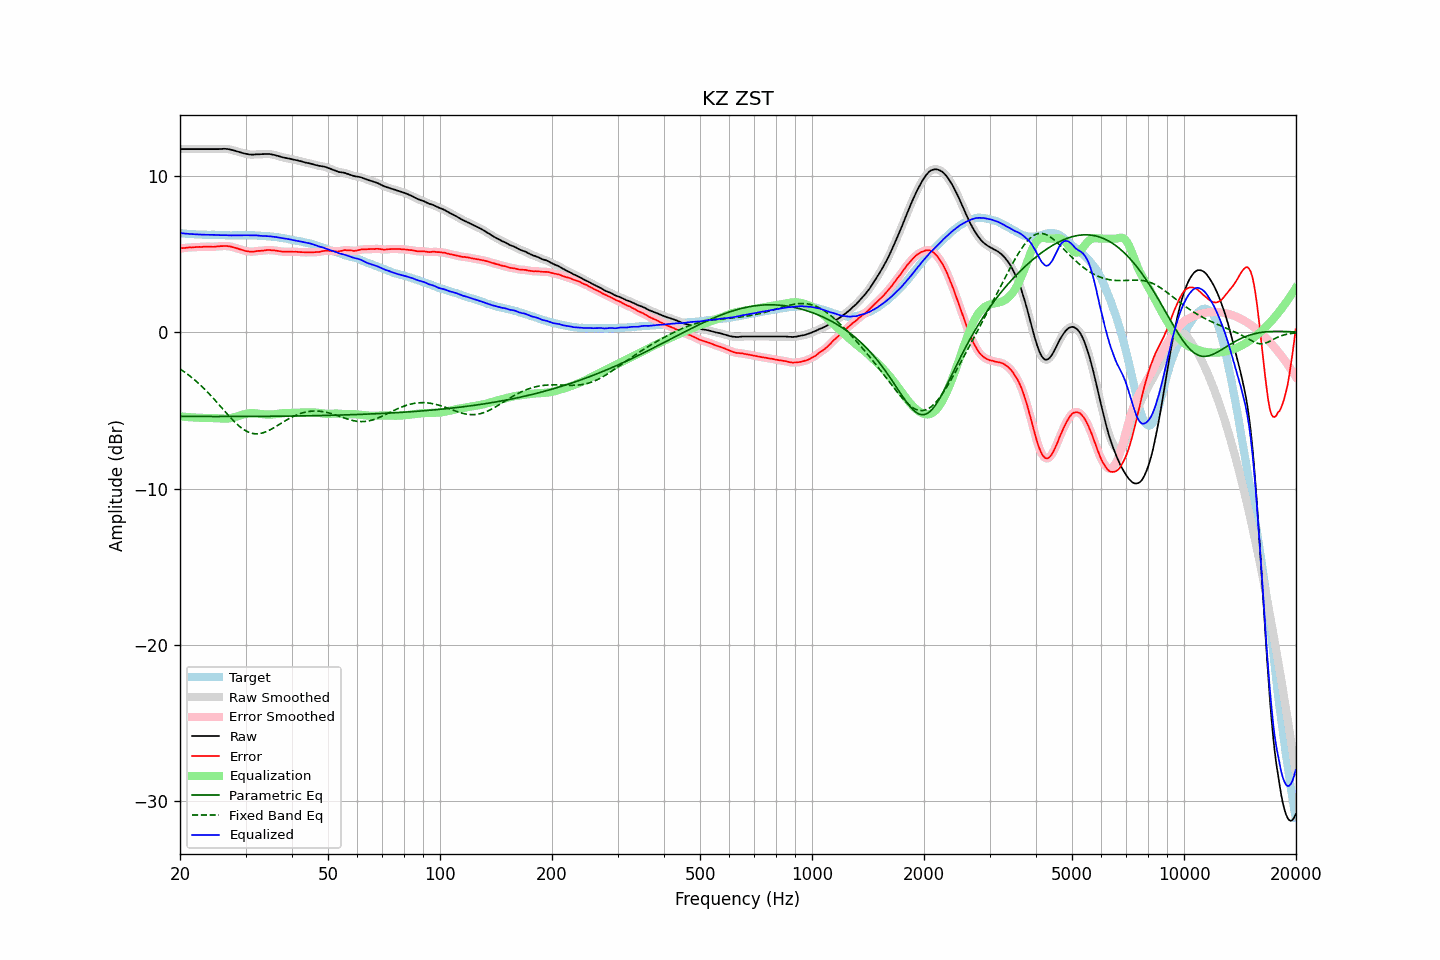 KZ ZST
Amplitude (dBr)
10
0
−10
−20
−30
Target
Raw Smoothed
Error Smoothed
Raw
Error
Equalization
Parametric Eq
Fixed Band Eq
Equalized
20 50 100 200 500 1000 2000 5000 10000 20000
Frequency (Hz)